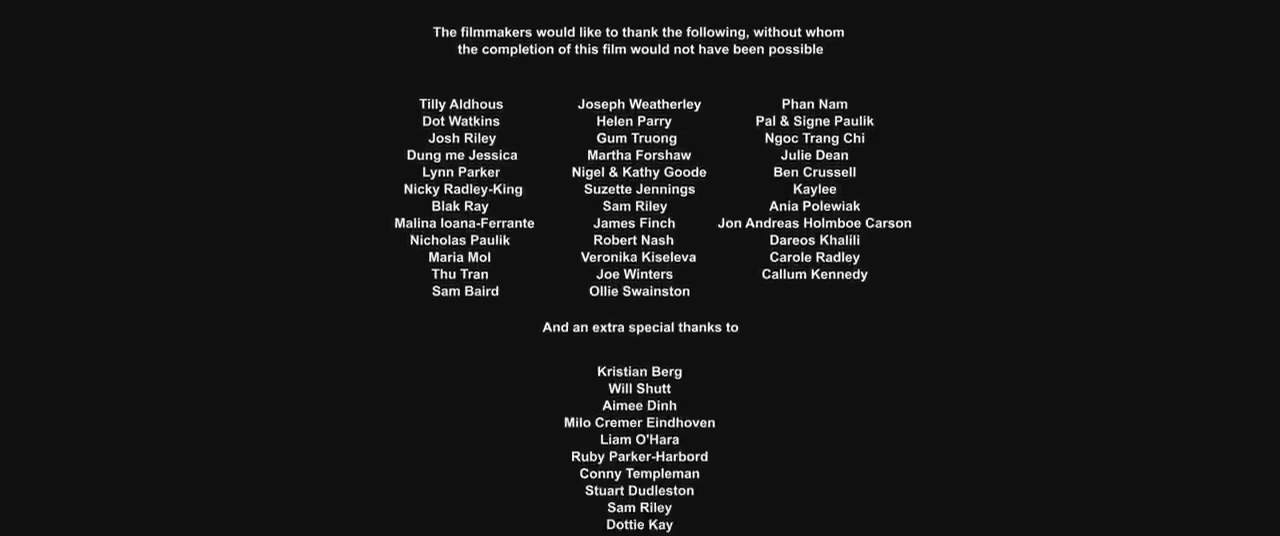 The filmmakers would like to thank the following, without whom
the completion of this film would not have been possible
Tilly Aldhous
Dot Watkins
Josh Riley
Dung me Jessica
Lynn Parker
Nicky Radley-King
Blak Ray
Malina Ioana-Ferrante
Nicholas Paulik
Maria Mol
Thu Tran
Sam Baird
Joseph Weatherley
Helen Parry
Gum Truong
Martha Forshaw
Nigel & Kathy Goode
Suzette Jennings
Sam Riley
James Finch
Robert Nash
Veronika Kiseleva
Joe Winters
Ollie Swainston
Phan Nam
Pal & Signe Paulik
Ngoc Trang Chi
Julie Dean
Ben Crussell
Kaylee
Ania Polewiak
Jon Andreas Holmboe Carson
Dareos Khalili
Carole Radley
Callum Kennedy
And an extra special thanks to
Kristian Berg
Will Shutt
Aimee Dinh
Milo Cremer Eindhoven
Liam O'Hara
Ruby Parker-Harbord
Conny Templeman
Stuart Dudleston
Sam Riley
Dottie Kay